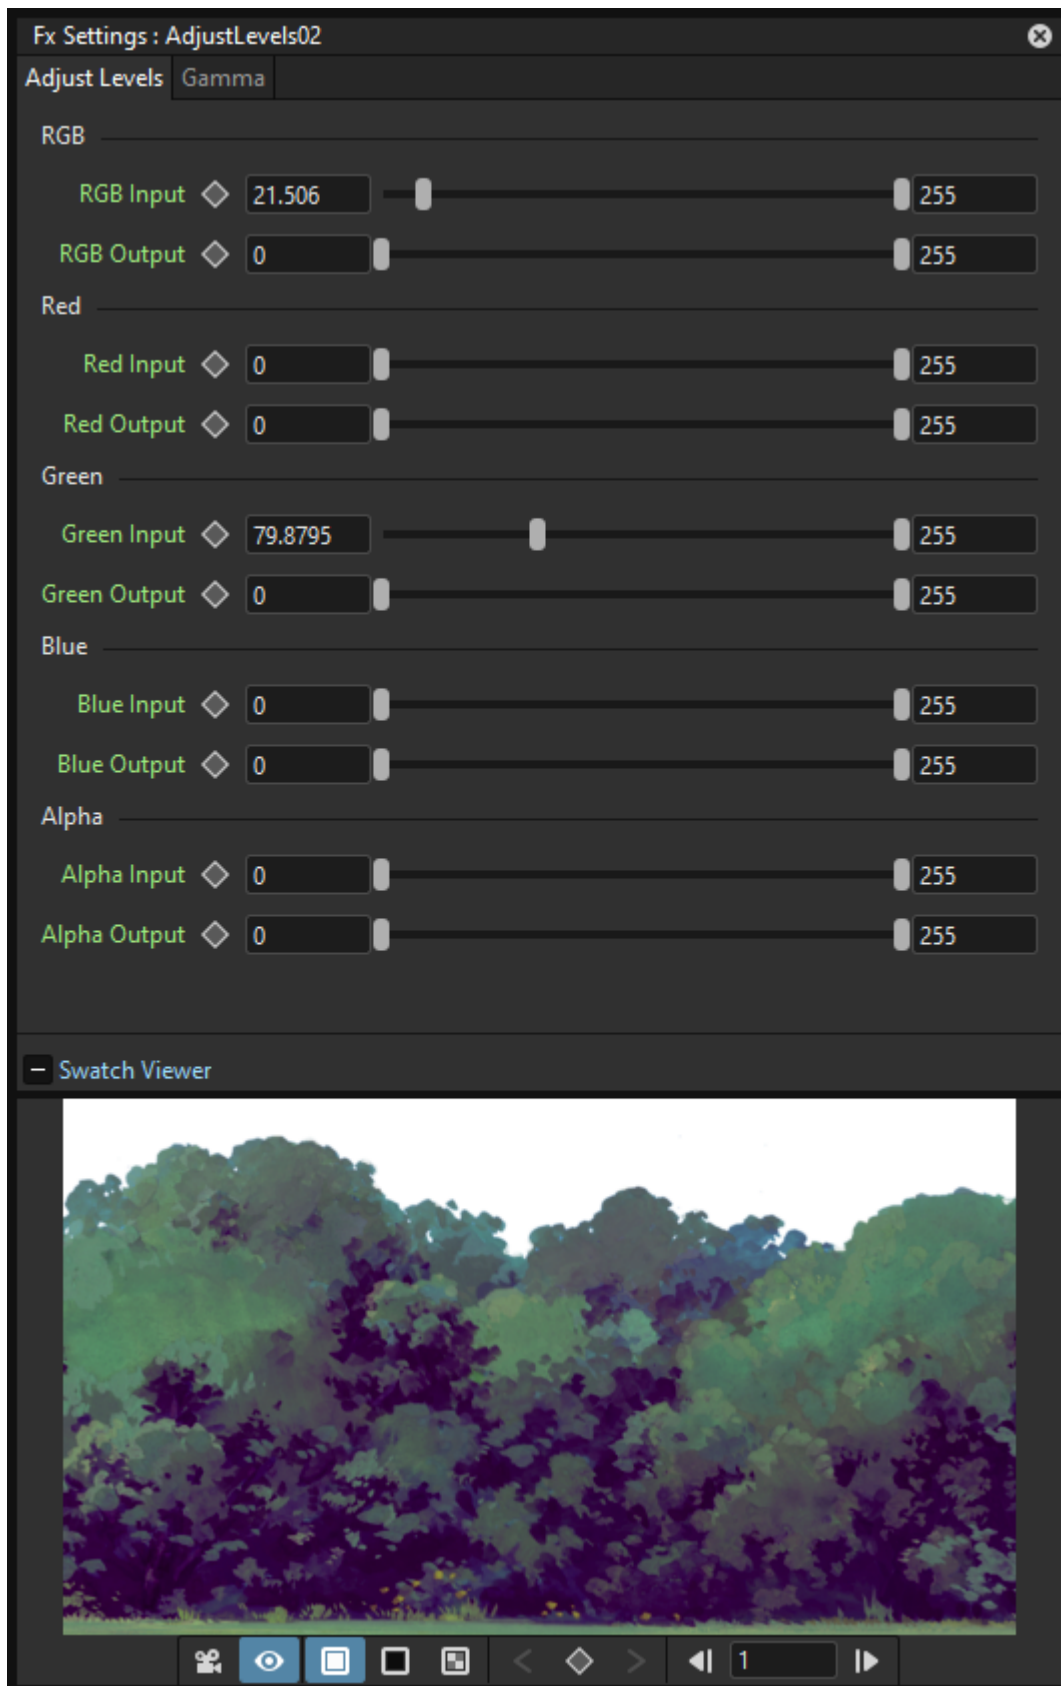 Fx Settings : AdjustLevels02
Adjust Levels Gamma
RGB
RGB Input 21.506 255
RGB Output 0 255
Red
Red Input 0 255
Red Output 0 255
Green
Green Input 79.8795 255
Green Output 0 255
Blue
Blue Input 0 255
Blue Output 0 255
Alpha
Alpha Input 0 255
Alpha Output 0 255
Swatch Viewer
1